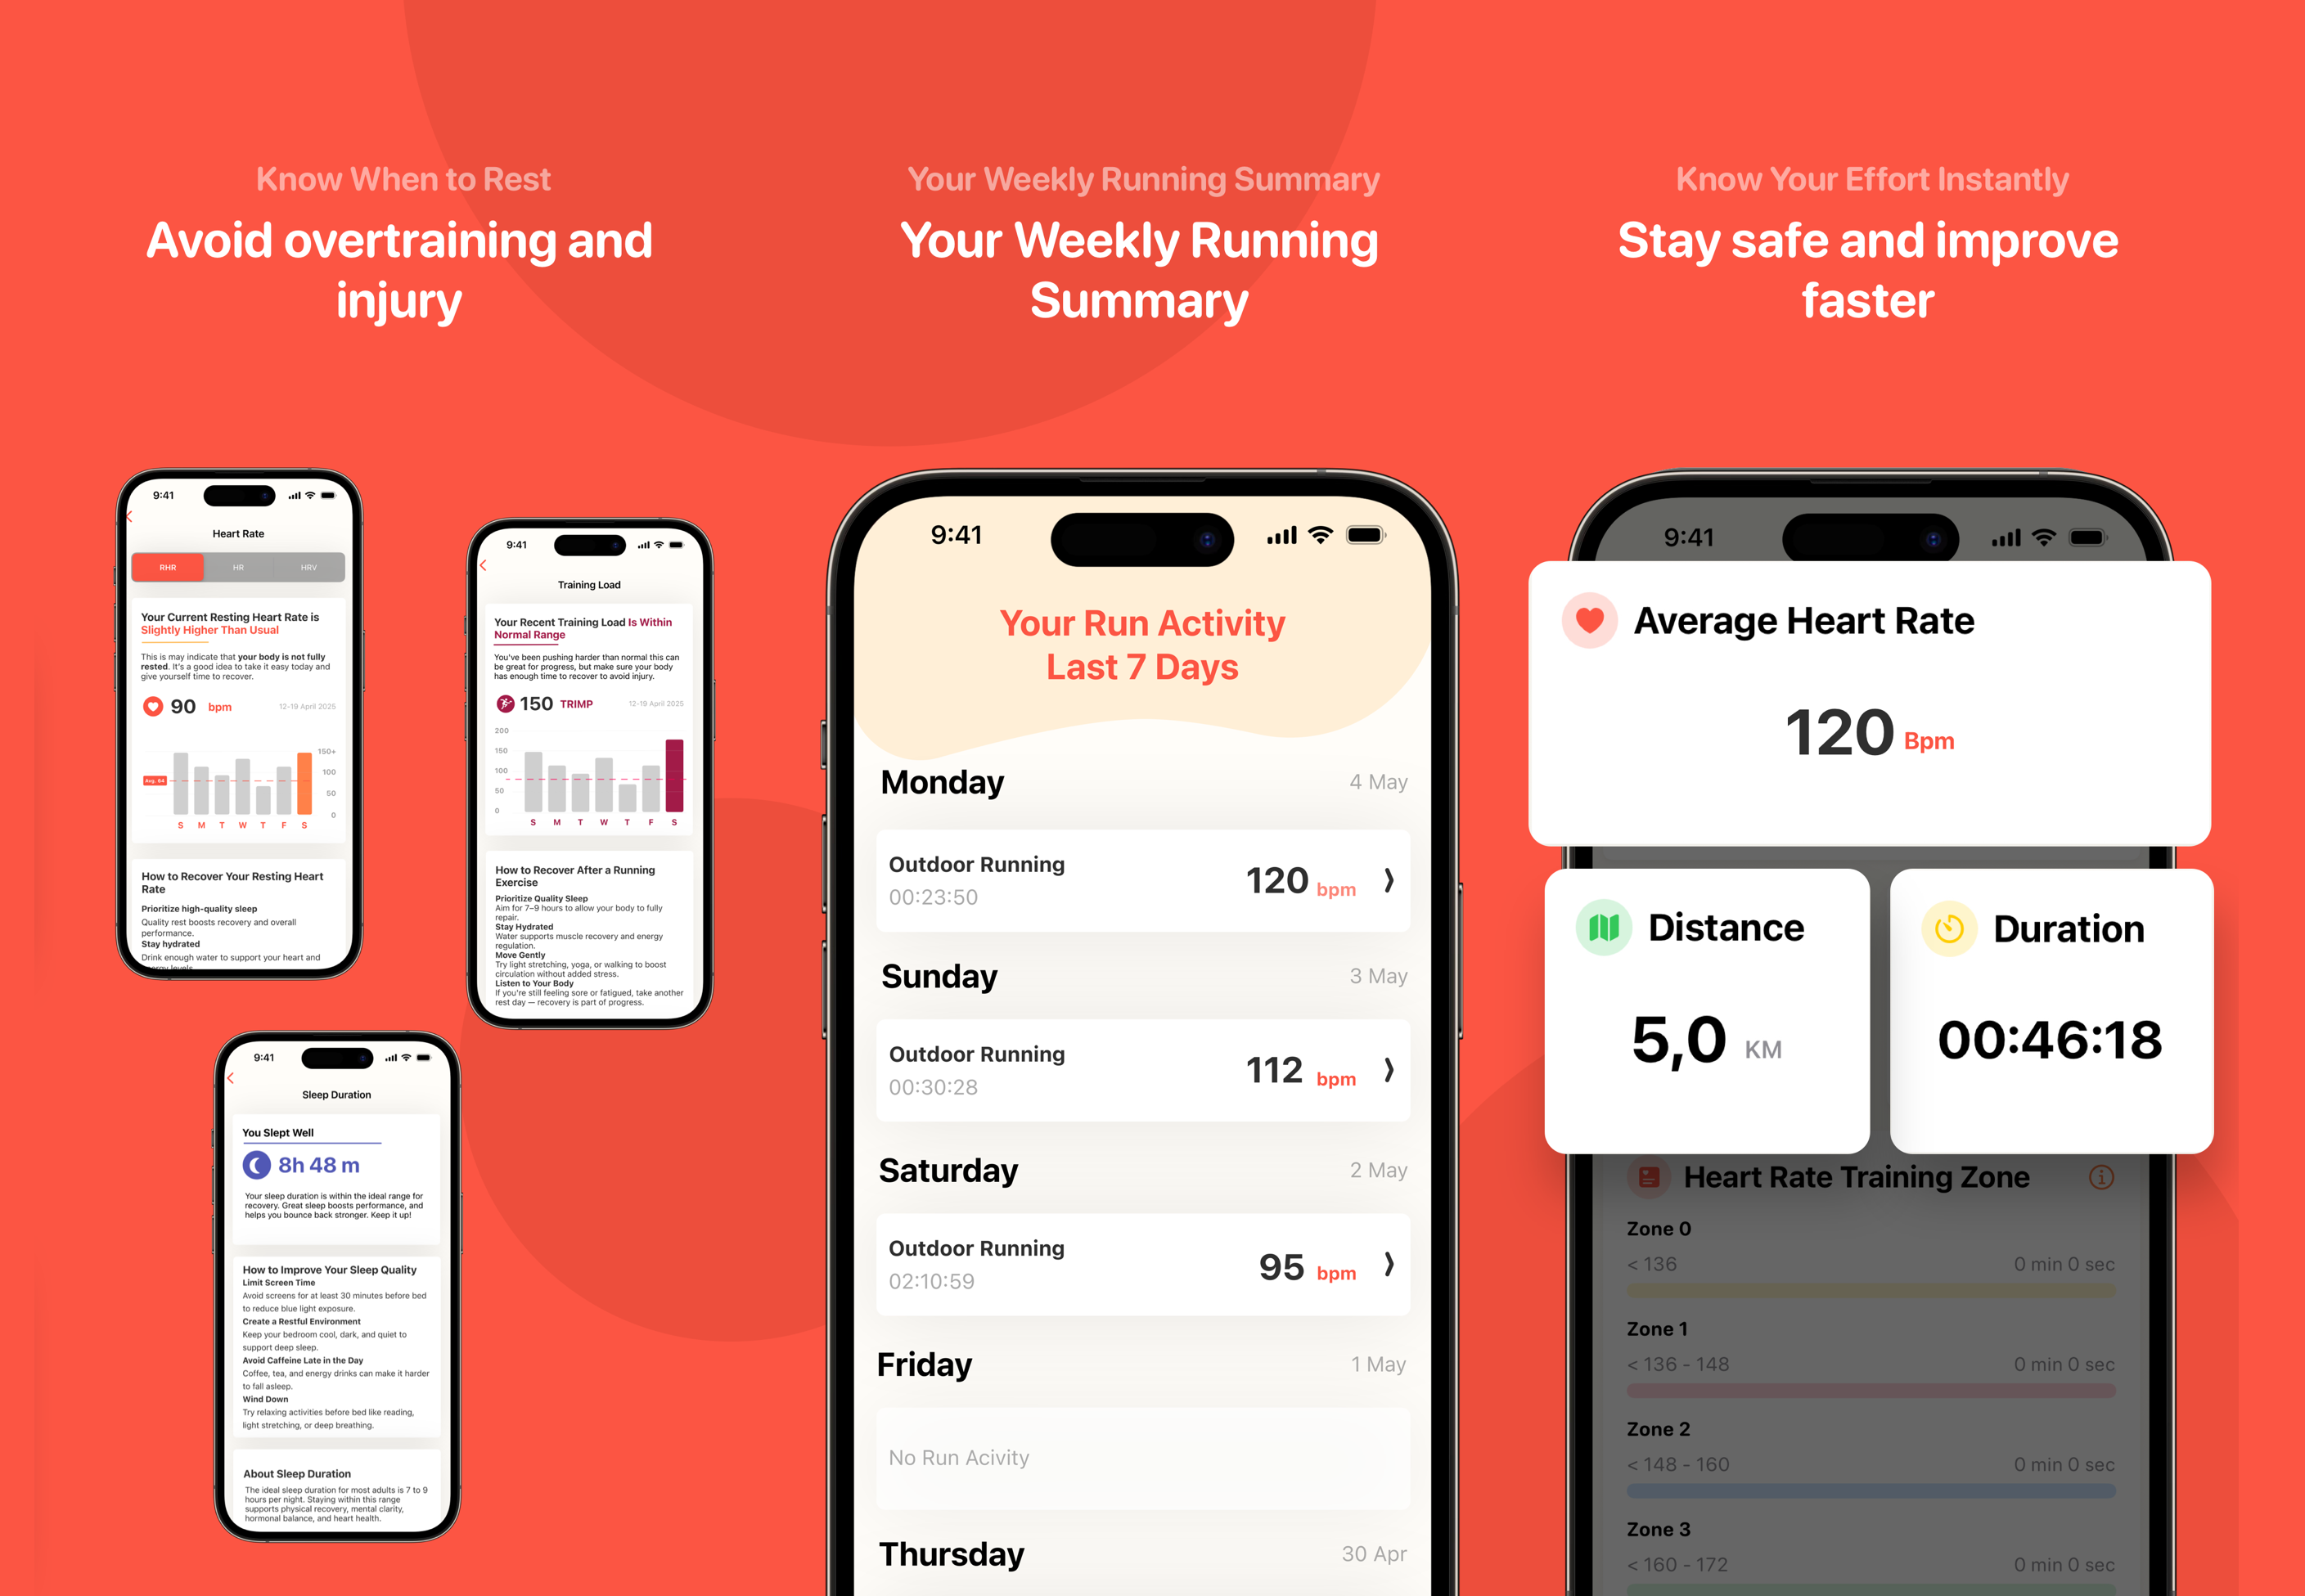 Know When to Rest
Avoid overtraining and
injury
9:41
Heart Rate
RHR HR HRV
Your Current Resting Heart Rate is
Slightly Higher Than Usual
This is may indicate that your body is not fully
rested. It's a good idea to take it easy today and
give yourself time to recover.
90 bpm 12-19 April 2025
150+
100
50
0
Avg. 64
S M T W T F S
How to Recover Your Resting Heart
Rate
Prioritize high-quality sleep
Quality rest boosts recovery and overall
performance.
Stay hydrated
Drink enough water to support your heart and
energy levels
9:41
Training Load
Your Recent Training Load Is Within
Normal Range
You've been pushing harder than normal this can
be great for progress, but make sure your body
has enough time to recover to avoid injury.
150 TRIMP 12-19 April 2025
200
150
100
50
0
S M T W T F S
How to Recover After a Running
Exercise
Prioritize Quality Sleep
Aim for 7–9 hours to allow your body to fully
repair.
Stay Hydrated
Water supports muscle recovery and energy
regulation.
Move Gently
Try light stretching, yoga, or walking to boost
circulation without added stress.
Listen to Your Body
If you're still feeling sore or fatigued, take another
rest day — recovery is part of progress.
9:41
Sleep Duration
You Slept Well
8h 48 m
Your sleep duration is within the ideal range for
recovery. Great sleep boosts performance, and
helps you bounce back stronger. Keep it up!
How to Improve Your Sleep Quality
Limit Screen Time
Avoid screens for at least 30 minutes before bed
to reduce blue light exposure.
Create a Restful Environment
Keep your bedroom cool, dark, and quiet to
support deep sleep.
Avoid Caffeine Late in the Day
Coffee, tea, and energy drinks can make it harder
to fall asleep.
Wind Down
Try relaxing activities before bed like reading,
light stretching, or deep breathing.
About Sleep Duration
The ideal sleep duration for most adults is 7 to 9
hours per night. Staying within this range
supports physical recovery, mental clarity,
hormonal balance, and heart health.
Your Weekly Running Summary
Your Weekly Running
Summary
9:41
Your Run Activity
Last 7 Days
Monday 4 May
Outdoor Running
00:23:50
120 bpm
Sunday 3 May
Outdoor Running
00:30:28
112 bpm
Saturday 2 May
Outdoor Running
02:10:59
95 bpm
Friday 1 May
No Run Acivity
Thursday 30 Apr
Know Your Effort Instantly
Stay safe and improve
faster
9:41
Average Heart Rate
120 Bpm
Distance
5,0 KM
Duration
00:46:18
Heart Rate Training Zone
Zone 0
< 136 0 min 0 sec
Zone 1
< 136 - 148 0 min 0 sec
Zone 2
< 148 - 160 0 min 0 sec
Zone 3
< 160 - 172 0 min 0 sec